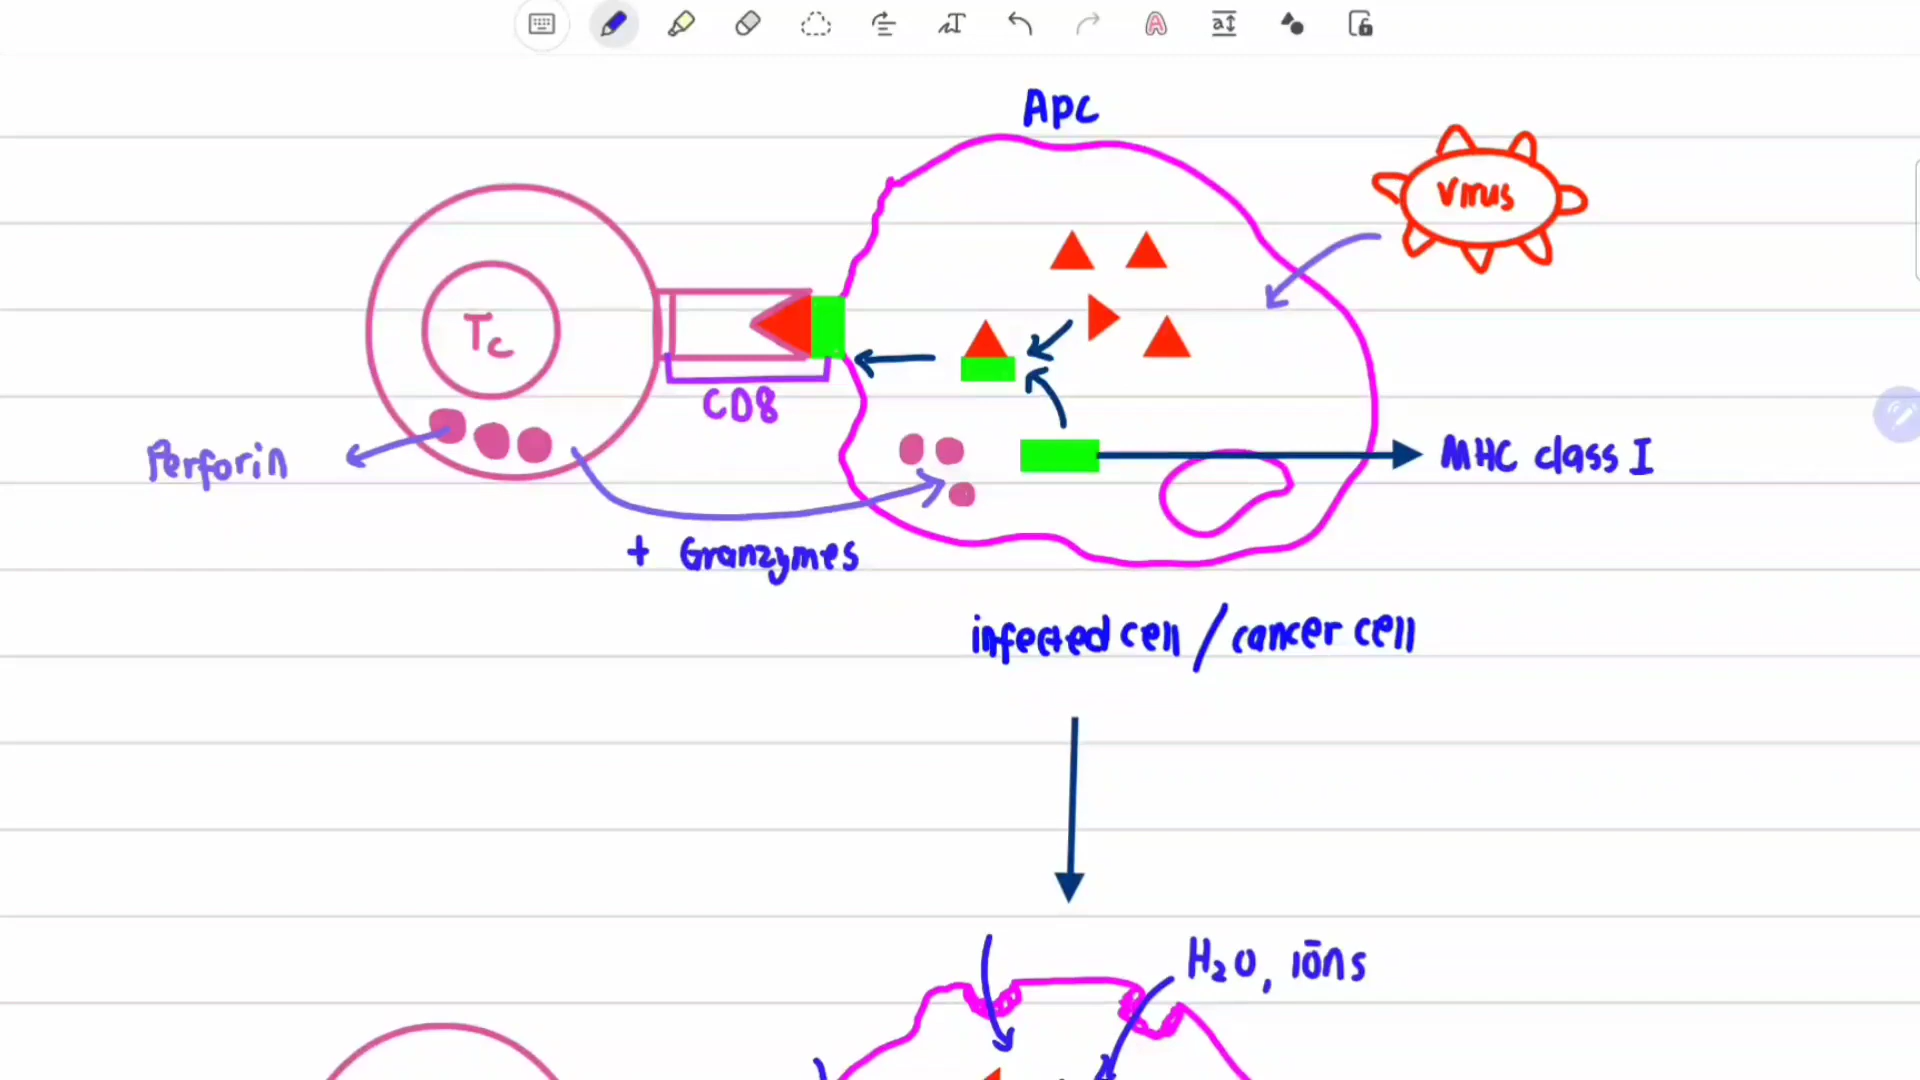 APC
Virus
Tc
CD8
Perforin
MHC class I
+ Granzymes
infected cell / cancer cell
H₂O, ions